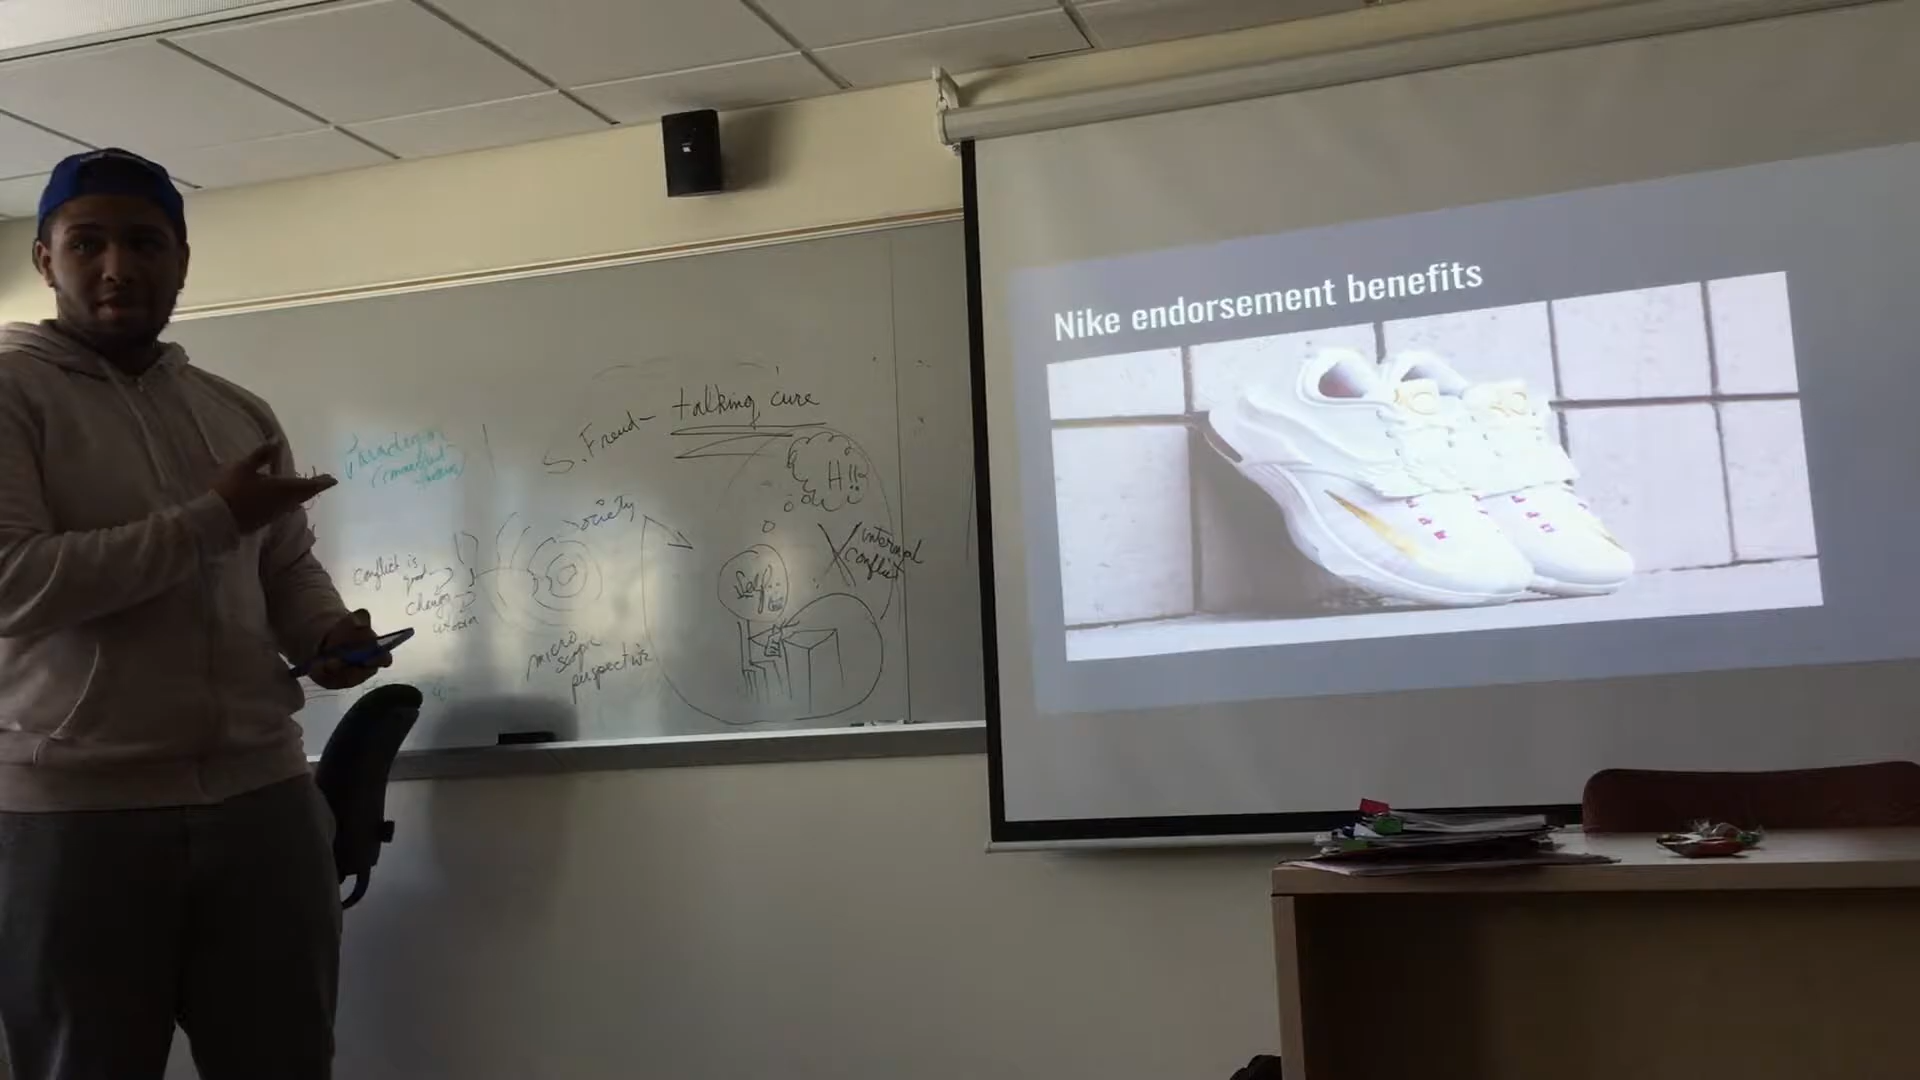 Nike endorsement benefits
S. Freud - talking cure
H!!
Society
internal
conflict
Self
Conflict is
good
change
micro
scope
perspective